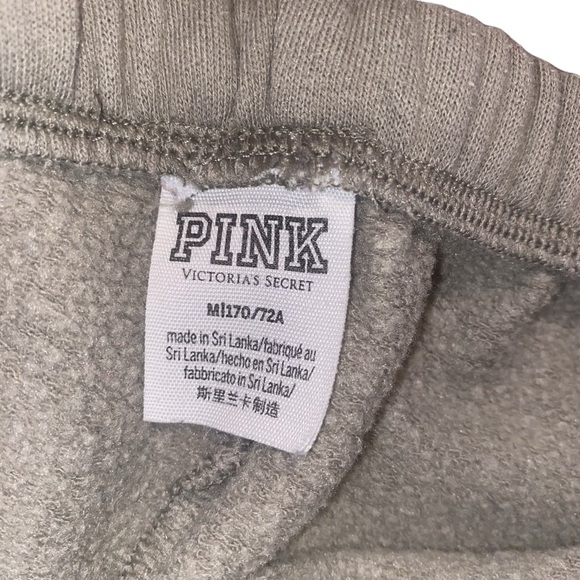 PINK
VICTORIA'S SECRET
M|170/72A
made in Sri Lanka/fabriqué au
Sri Lanka/hecho en Sri Lanka/
fabbricato in Sri Lanka/
斯里兰卡制造